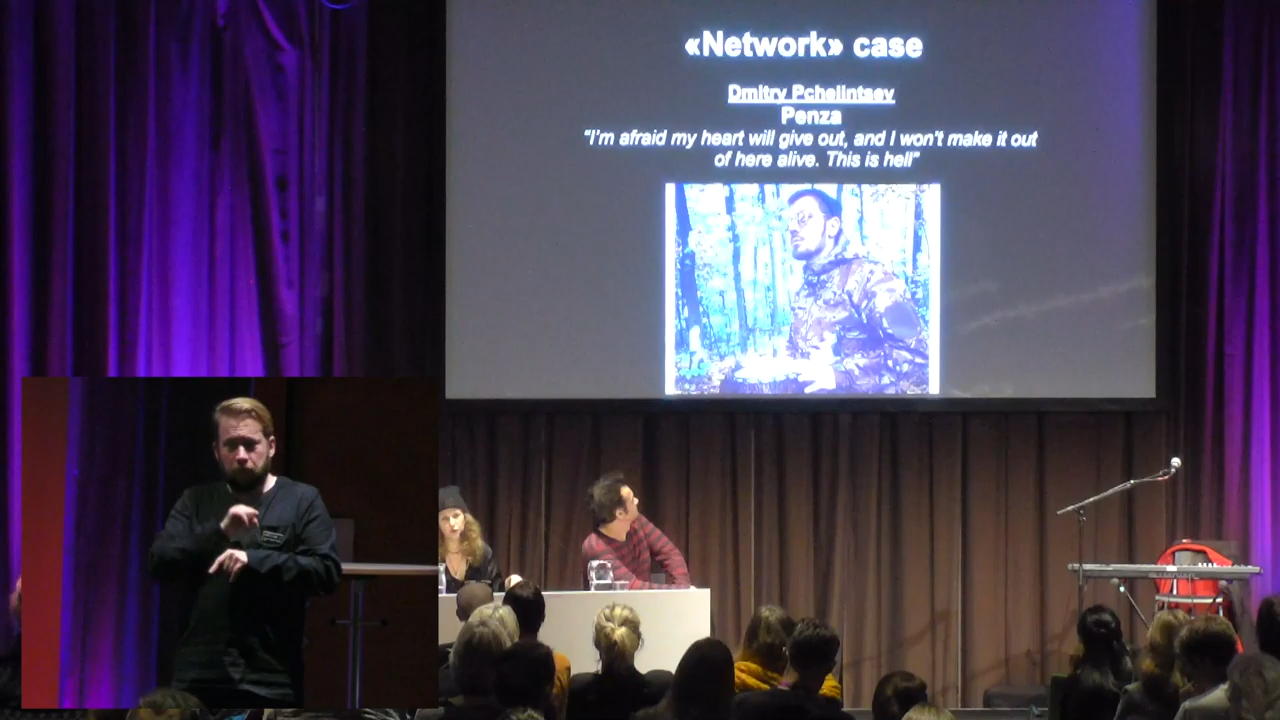 «Network» case
Dmitry Pchelintsev
Penza
“I’m afraid my heart will give out, and I won’t make it out
of here alive. This is hell”